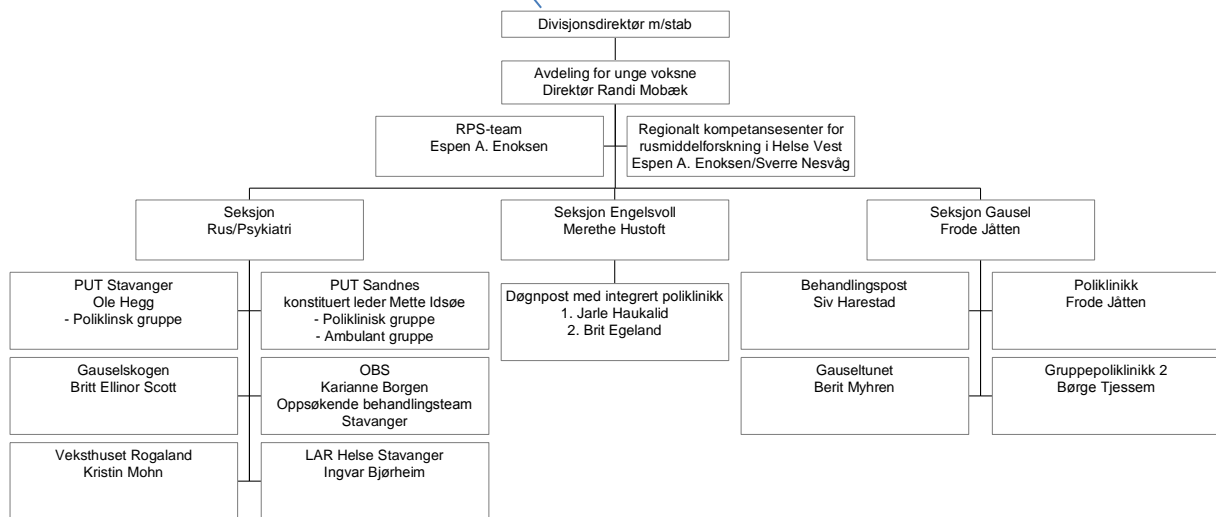 Divisjonsdirektør m/stab
Avdeling for unge voksne
Direktør Randi Mobæk
RPS-team
Espen A. Enoksen
Regionalt kompetansesenter for
rusmiddelforskning i Helse Vest
Espen A. Enoksen/Sverre Nesvåg
Seksjon
Rus/Psykiatri
Seksjon Engelsvoll
Merethe Hustoft
Seksjon Gausel
Frode Jåtten
PUT Stavanger
Ole Hegg
- Poliklinsk gruppe
PUT Sandnes
konstituert leder Mette Idsøe
- Poliklinisk gruppe
- Ambulant gruppe
Døgnpost med integrert poliklinikk
1. Jarle Haukalid
2. Brit Egeland
Behandlingspost
Siv Harestad
Poliklinikk
Frode Jåtten
Gauselskogen
Britt Ellinor Scott
OBS
Karianne Borgen
Oppsøkende behandlingsteam
Stavanger
Gauseltunet
Berit Myhren
Gruppepoliklinikk 2
Børge Tjessem
Veksthuset Rogaland
Kristin Mohn
LAR Helse Stavanger
Ingvar Bjørheim